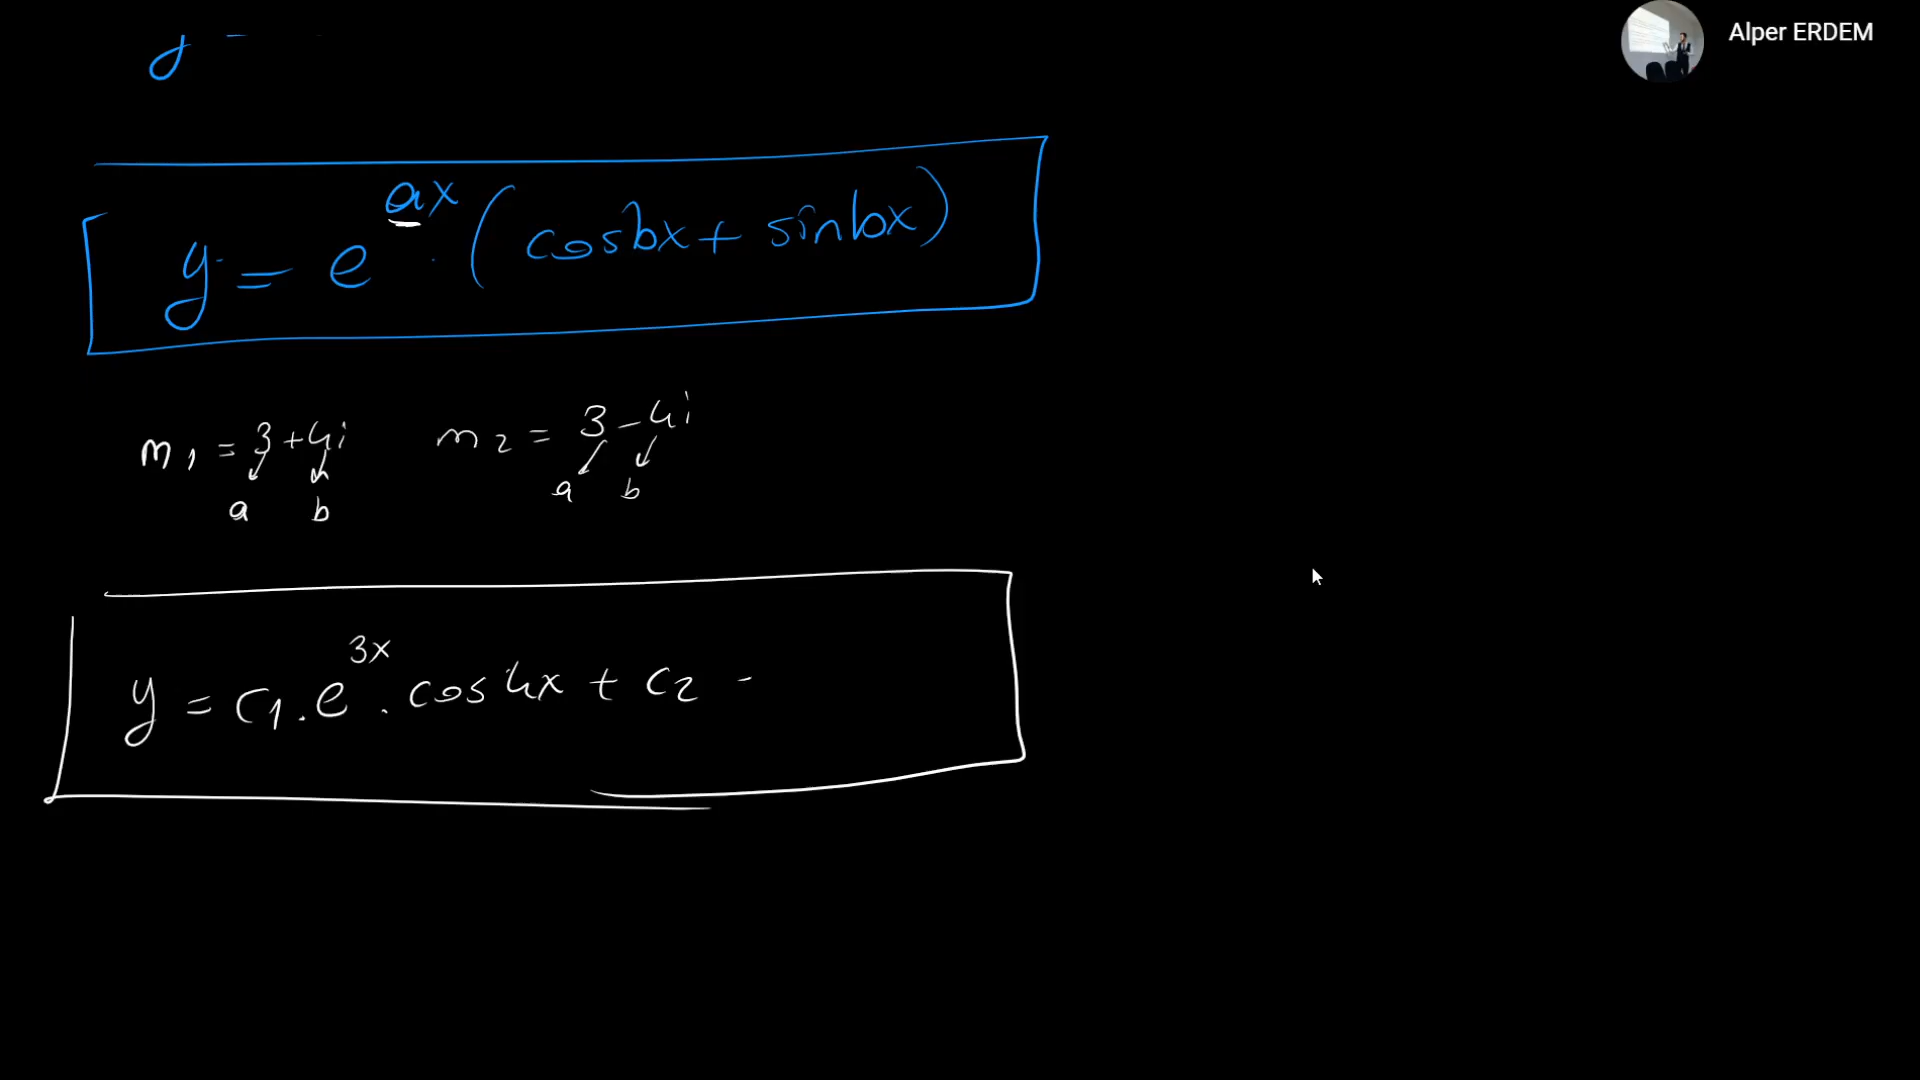 Alper ERDEM
y =
y = e^{ax} . (cosbx + sinbx)
m1 = 3 + 4i m2 = 3 - 4i
a b a b
y = c1 . e^{3x} . cos4x + c2 -